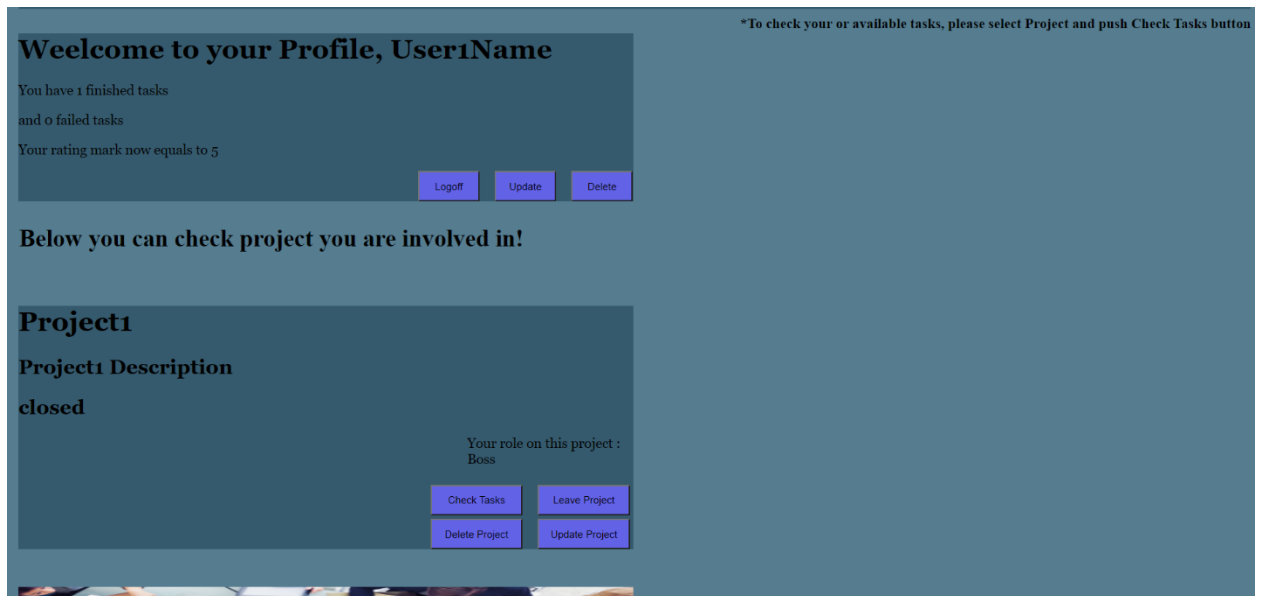 *To check your or available tasks, please select Project and push Check Tasks button
Weelcome to your Profile, User1Name
You have 1 finished tasks
and 0 failed tasks
Your rating mark now equals to 5
Logoff Update Delete
Below you can check project you are involved in!
Project1
Project1 Description
closed
Your role on this project :
Boss
Check Tasks Leave Project
Delete Project Update Project